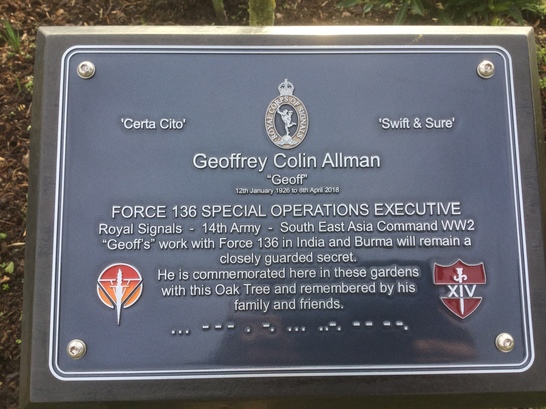 ROYAL CORPS OF SIGNALS
'Certa Cito'
'Swift & Sure'
Geoffrey Colin Allman
"Geoff"
12th January 1926 to 6th April 2018
FORCE 136 SPECIAL OPERATIONS EXECUTIVE
Royal Signals - 14th Army - South East Asia Command WW2
"Geoff's" work with Force 136 in India and Burma will remain a
closely guarded secret.
He is commemorated here in these gardens
with this Oak Tree and remembered by his
family and friends.
XIV